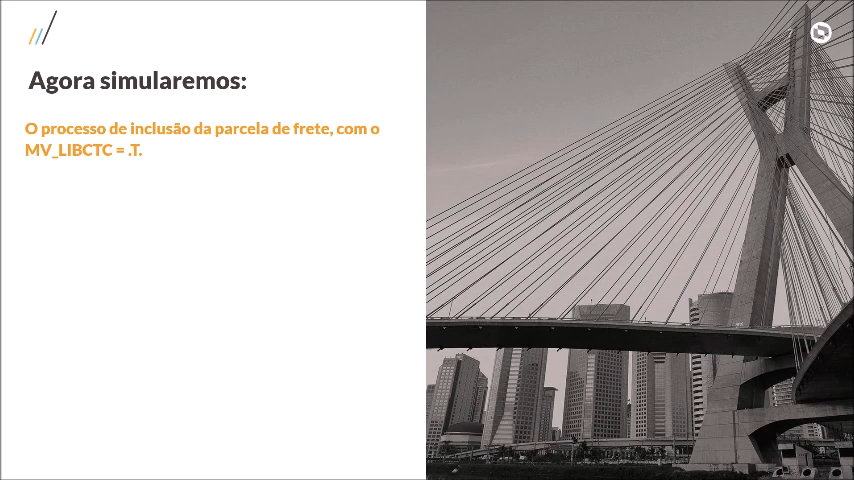 Agora simularemos:
O processo de inclusão da parcela de frete, com o
MV_LIBCTC = .T.